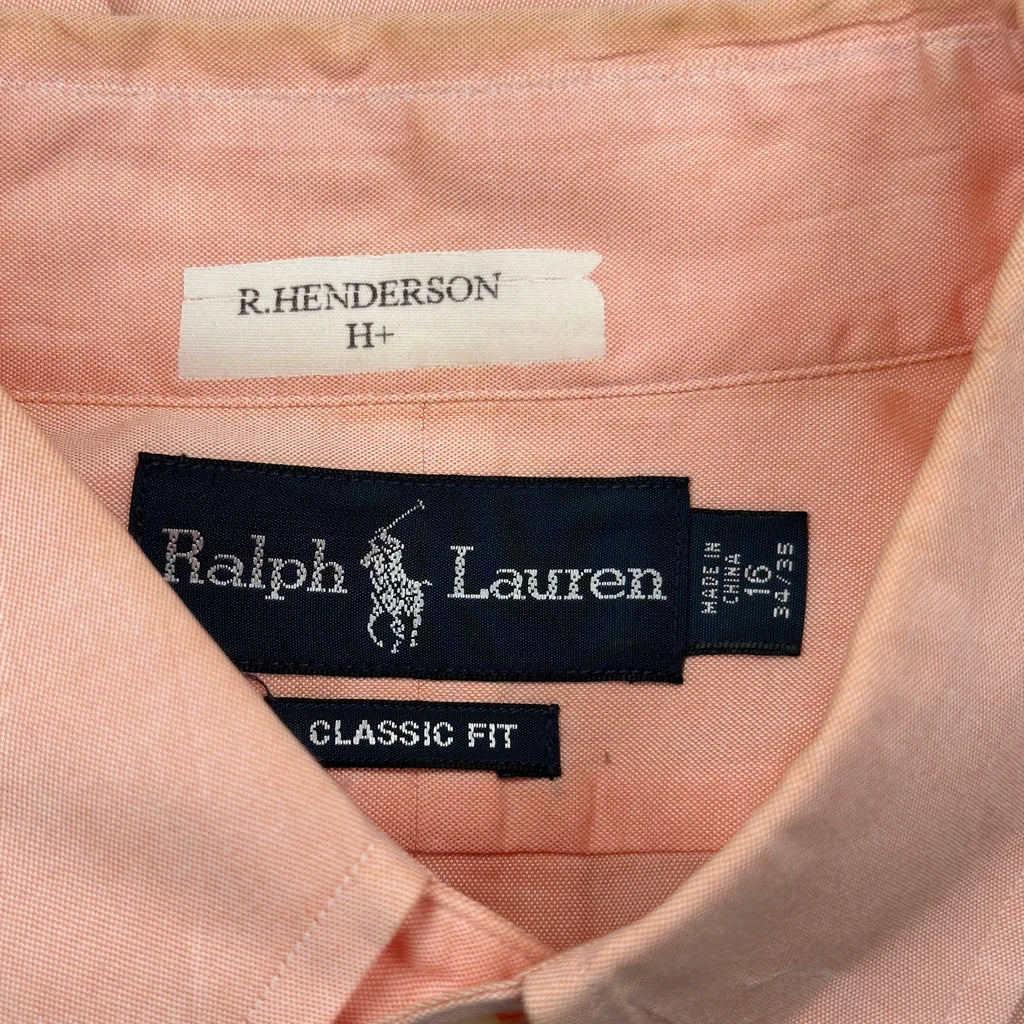 R.HENDERSON
H+
Ralph Lauren
MADE IN
CHINA
16
34/35
CLASSIC FIT